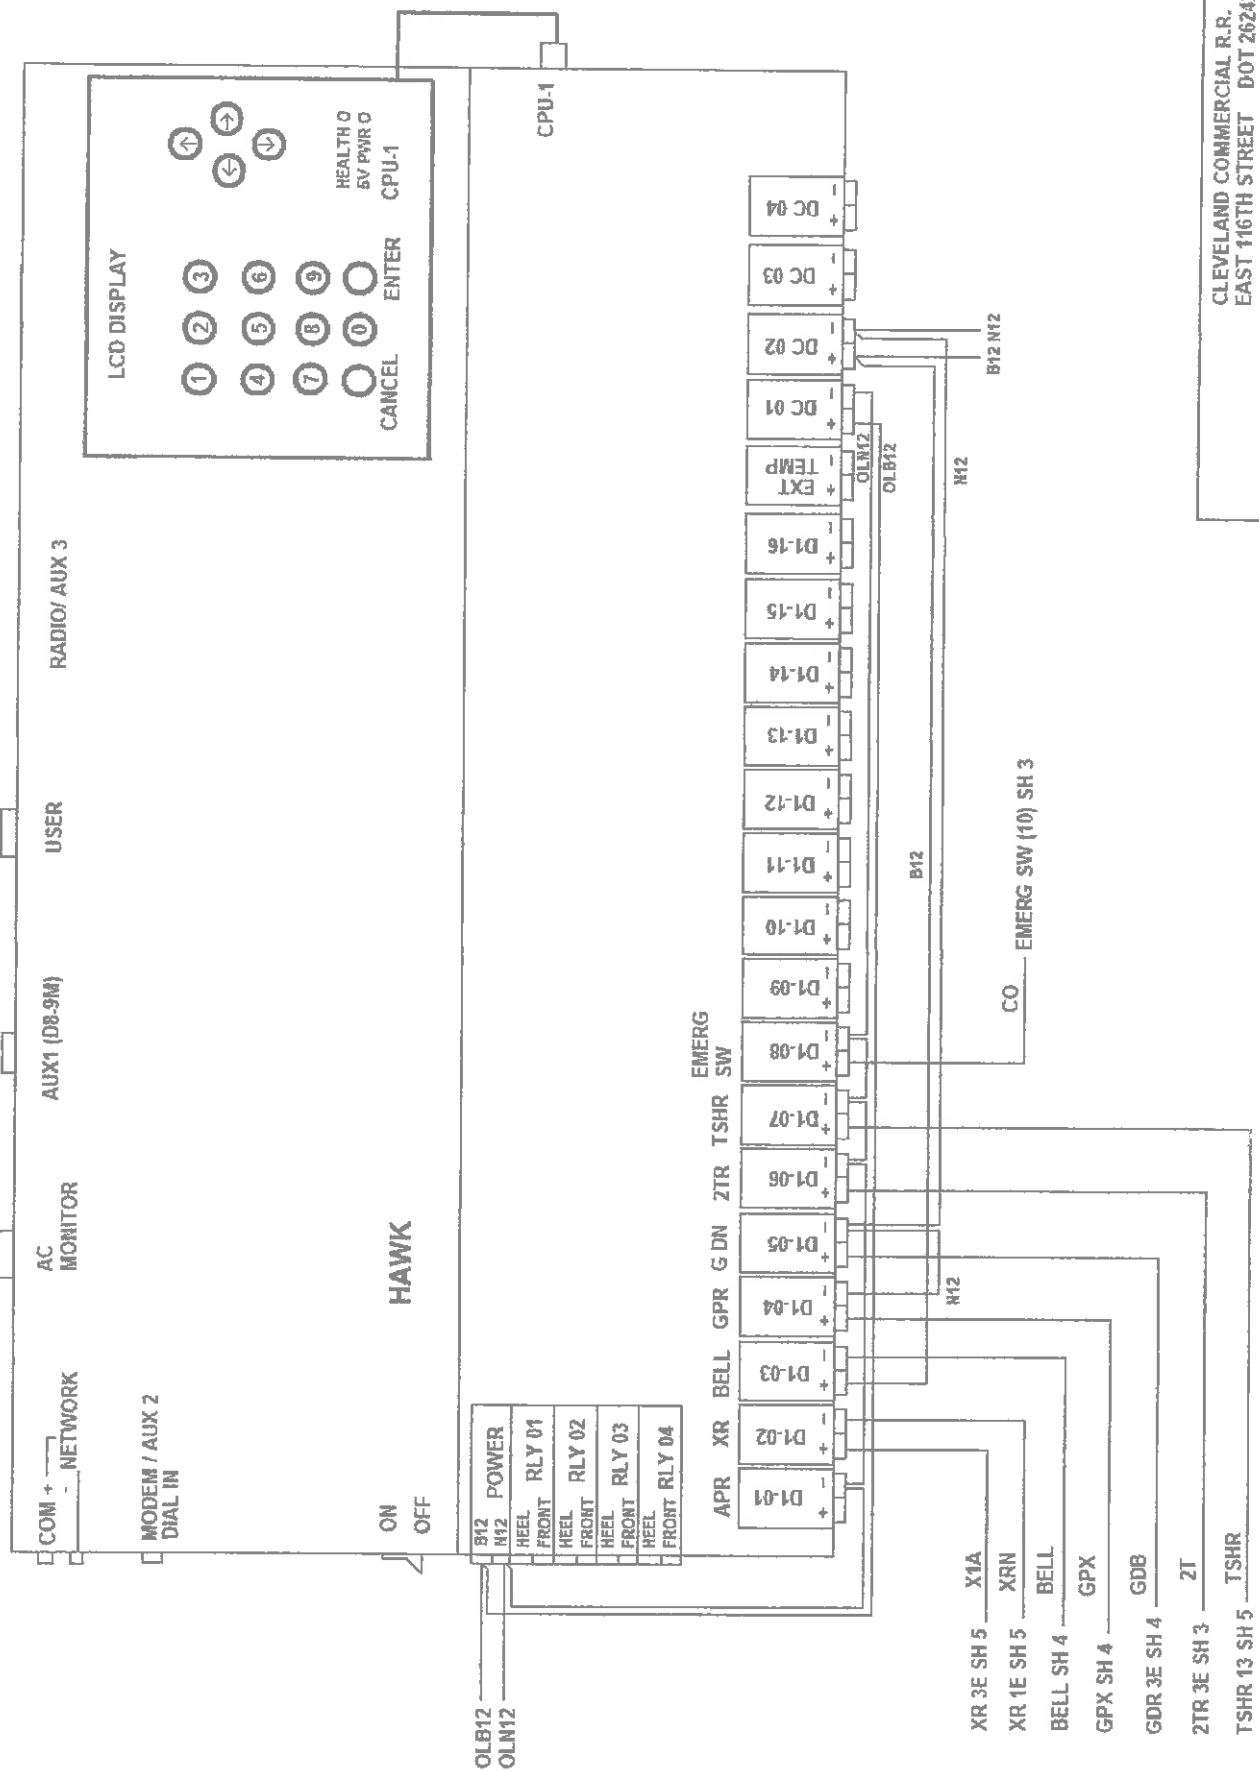 CLEVELAND COMMERCIAL R.R.
EAST 116TH STREET DOT
COM +
- NETWORK
AC
MONITOR
AUX1 (DB-9M)
USER
RADIO/ AUX 3
LCD DISPLAY
1 2 3
4 5 6
7 8 9
0
CANCEL ENTER
HEALTH O
5V PWR O
CPU-1
CPU-1
MODEM / AUX 2
DIAL IN
ON
OFF
HAWK
B12
N12
POWER
HEEL
FRONT
RLY 01
HEEL
FRONT
RLY 02
HEEL
FRONT
RLY 03
HEEL
FRONT
RLY 04
OLB12
OLN12
APR
XR
BELL
GPR
G DN
2TR
TSHR
EMERG
SW
D1-01
+ -
D1-02
+ -
D1-03
+ -
D1-04
+ -
D1-05
+ -
D1-06
+ -
D1-07
+ -
D1-08
+ -
D1-09
+ -
D1-10
+ -
D1-11
+ -
D1-12
+ -
D1-13
+ -
D1-14
+ -
D1-15
+ -
D1-16
+ -
EXT
TEMP
+ -
DC 01
+ -
DC 02
+ -
DC 03
+ -
DC 04
+ -
OLN12
OLB12
B12 N12
N12
B12
N12
CO
EMERG SW (10) SH 3
XR 3E SH 5 X1A
XR 1E SH 5 XRN
BELL SH 4 BELL
GPX SH 4 GPX
GDR 3E SH 4 GDB
2TR 3E SH 3 2T
TSHR 13 SH 5 TSHR